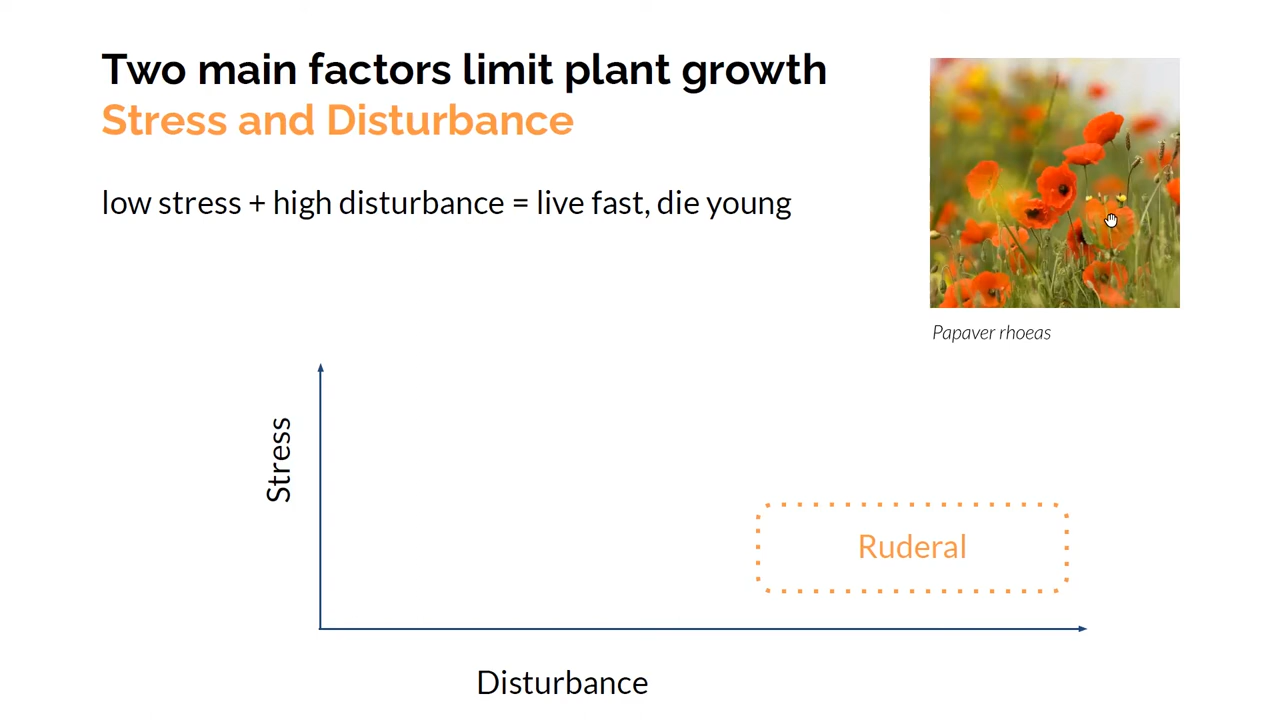 Two main factors limit plant growth
Stress and Disturbance
low stress + high disturbance = live fast, die young
Papaver rhoeas
Stress
Ruderal
Disturbance